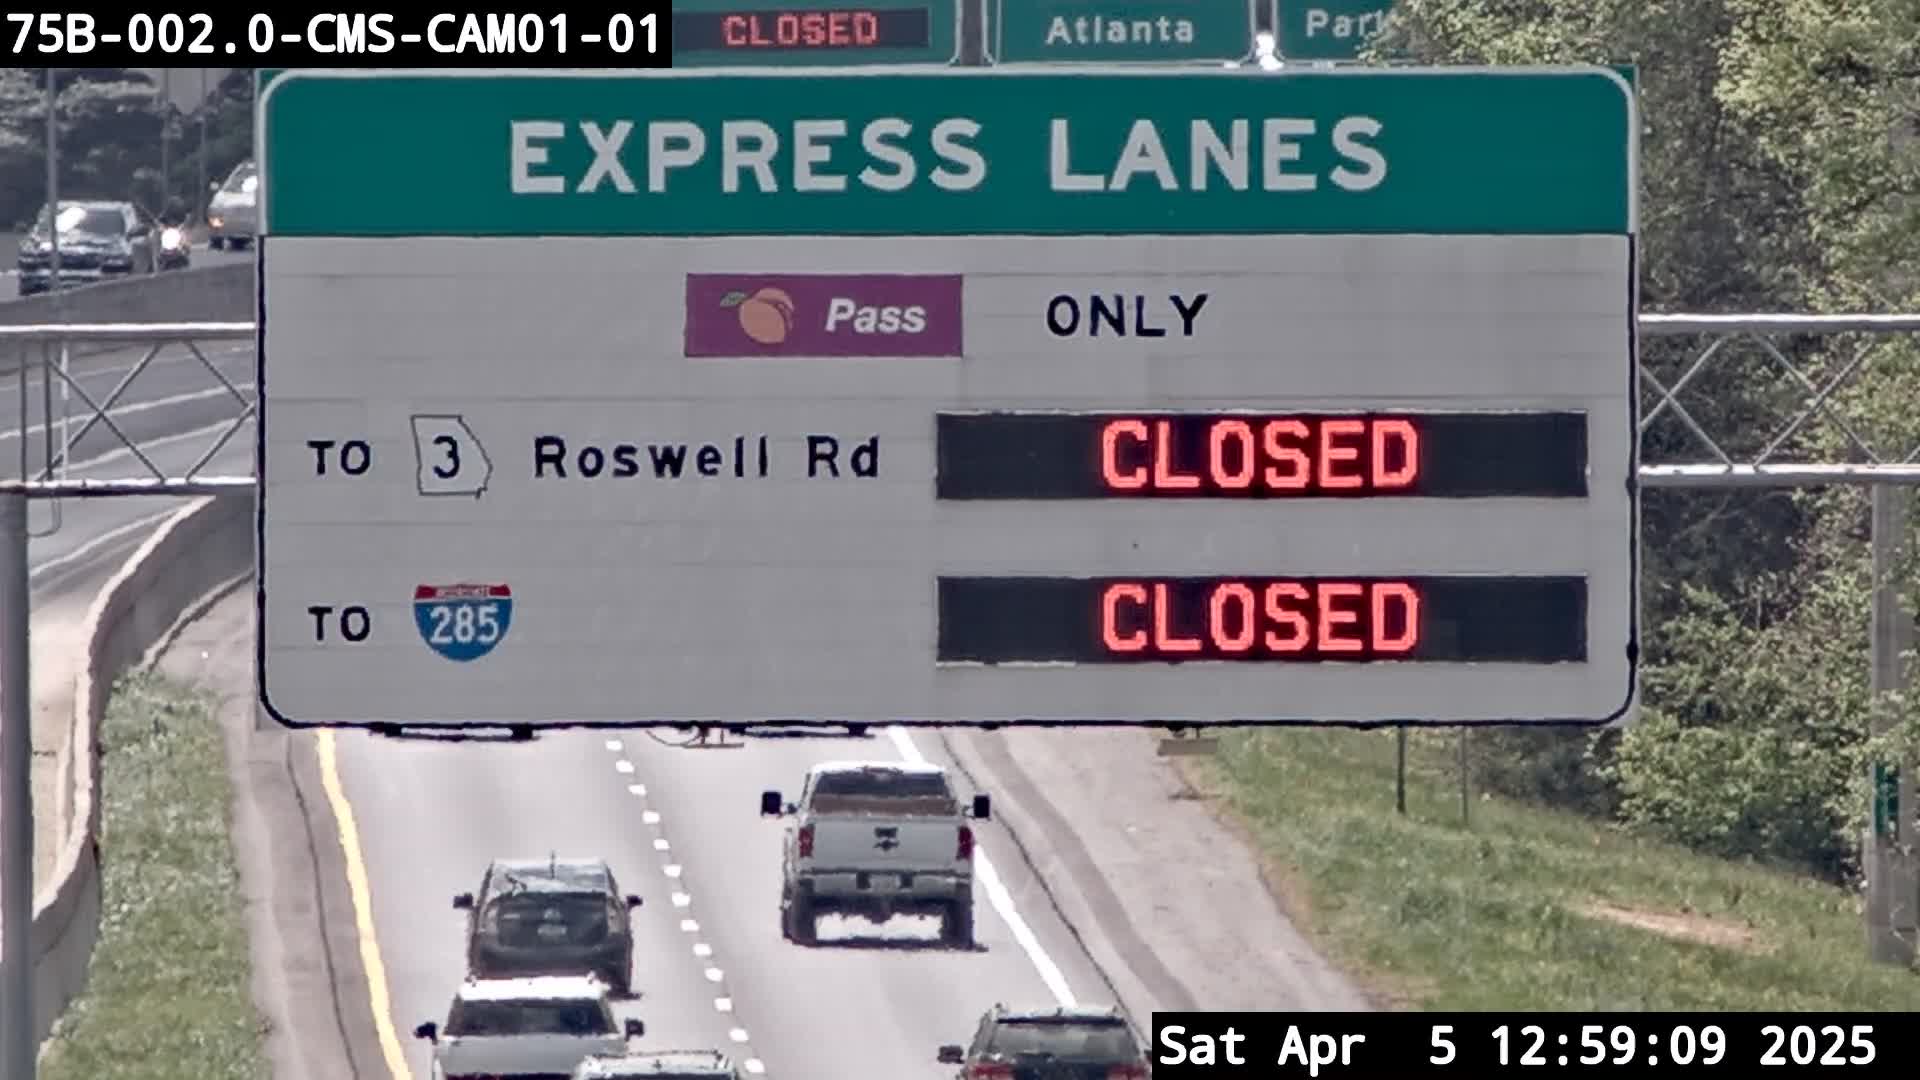 75B-002.0-CMS-CAM01-01
CLOSED
Atlanta
EXPRESS LANES
Pass ONLY
TO 3 Roswell Rd CLOSED
TO 285 CLOSED
Sat Apr 5 12:59:09 2025